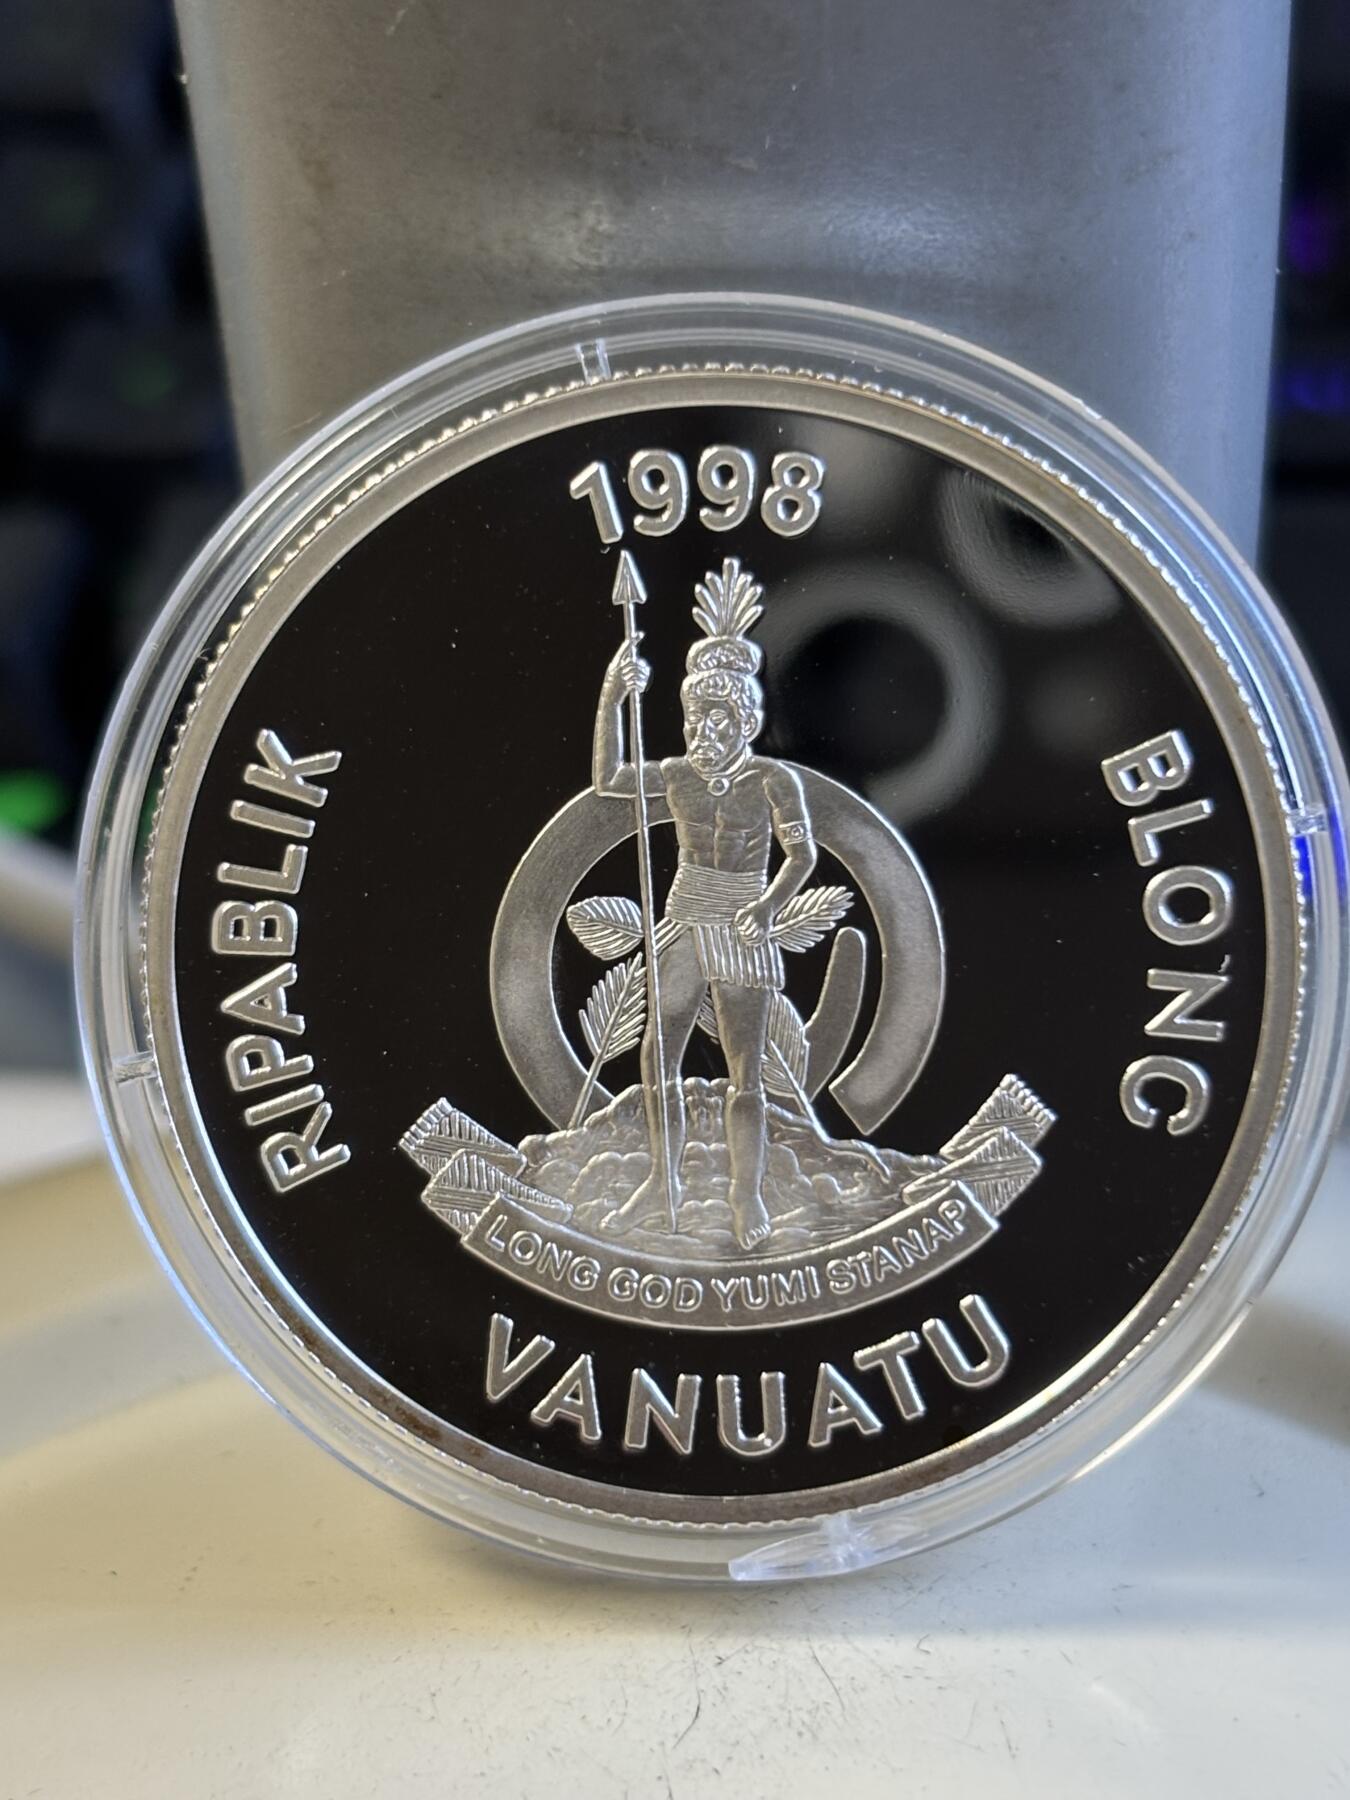 1998
RIPABLIK
BLONG
VANUATU
LONG GOD YUMI STANAP